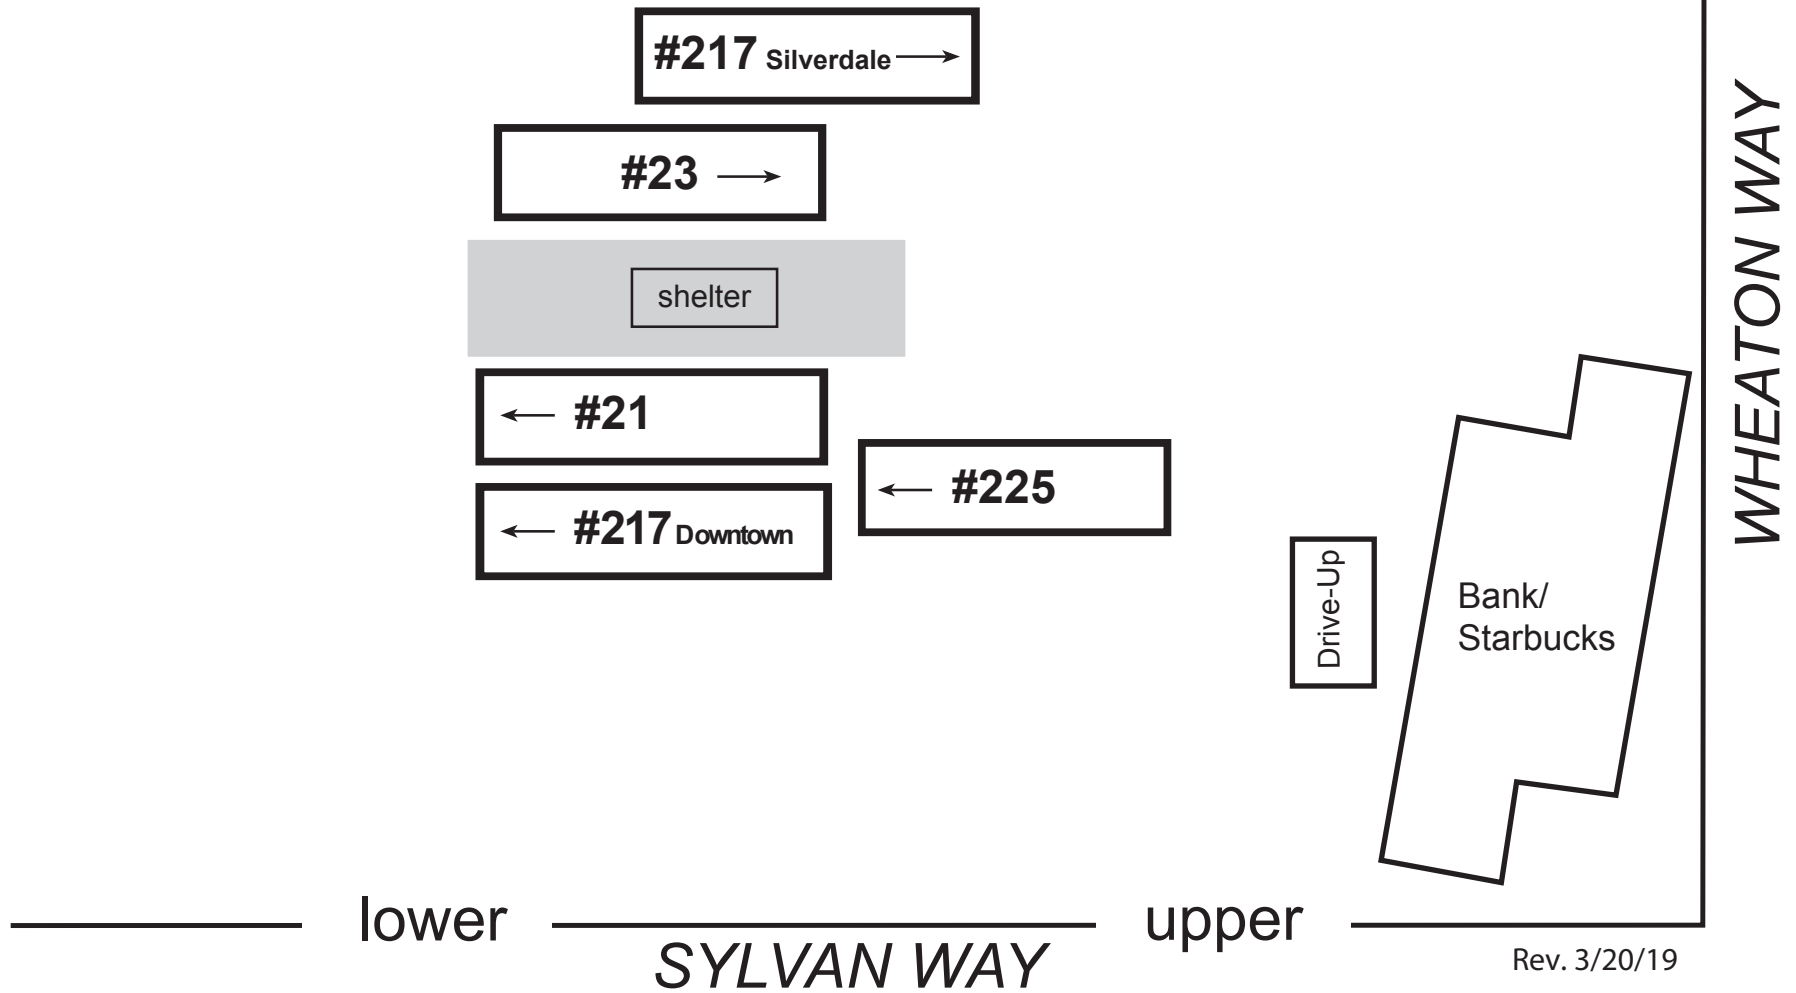 #217 Silverdale
#23
shelter
#21
#225
#217 Downtown
Drive-Up
Bank/
Starbucks
WHEATON WAY
lower
upper
SYLVAN WAY
Rev. 3/20/19